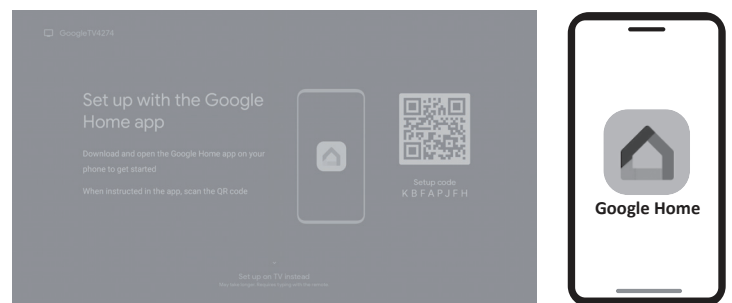 GoogleTV4274
Set up with the Google
Home app
Download and open the Google Home app on your
phone to get started
When instructed in the app, scan the QR code
Setup code
KBFAPJFH
Set up on TV instead
Google Home